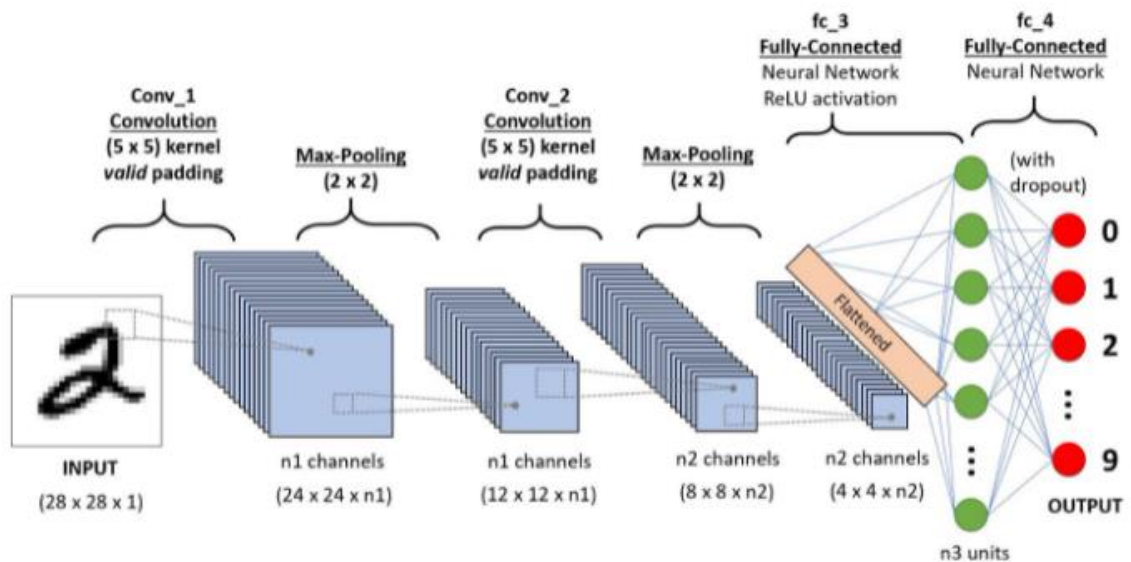 fc_3
Fully-Connected
Neural Network
ReLU activation
fc_4
Fully-Connected
Neural Network
Conv_1
Convolution
(5 x 5) kernel
valid padding
Max-Pooling
(2 x 2)
Conv_2
Convolution
(5 x 5) kernel
valid padding
Max-Pooling
(2 x 2)
(with
dropout)
0
1
2
⋮
9
Flattened
2
INPUT
(28 x 28 x 1)
n1 channels
(24 x 24 x n1)
n1 channels
(12 x 12 x n1)
n2 channels
(8 x 8 x n2)
n2 channels
(4 x 4 x n2)
⋮
n3 units
OUTPUT